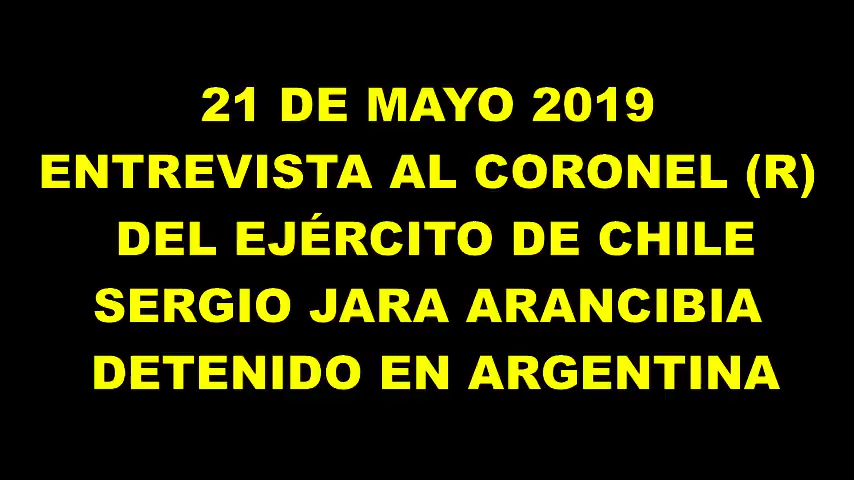 21 DE MAYO 2019
ENTREVISTA AL CORONEL (R)
DEL EJÉRCITO DE CHILE
SERGIO JARA ARANCIBIA
DETENIDO EN ARGENTINA